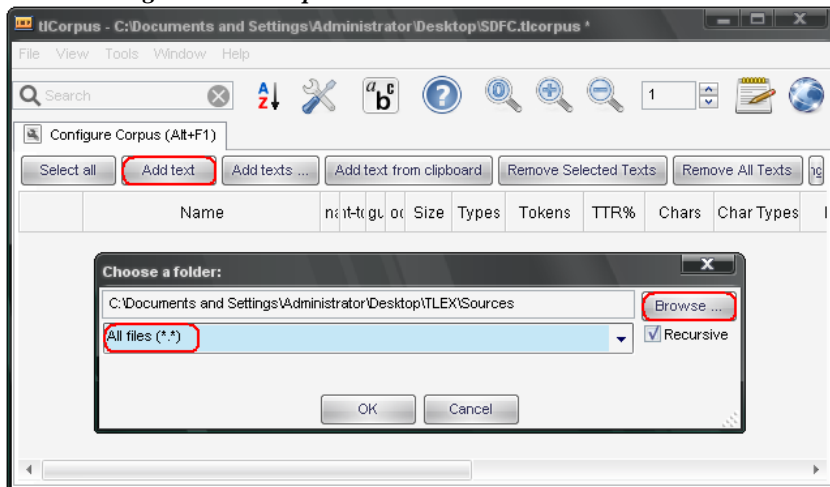 tlCorpus - C:\Documents and Settings\Administrator\Desktop\SDFC.tlcorpus *
File View Tools Window Help
Search
A Z
a b c
0
1
Configure Corpus (Alt+F1)
Select all Add text Add texts ... Add text from clipboard Remove Selected Texts Remove All Texts
Name Size Types Tokens TTR% Chars Char Types
Choose a folder:
C:\Documents and Settings\Administrator\Desktop\TLEX\Sources Browse ...
All files (*.*) Recursive
OK Cancel